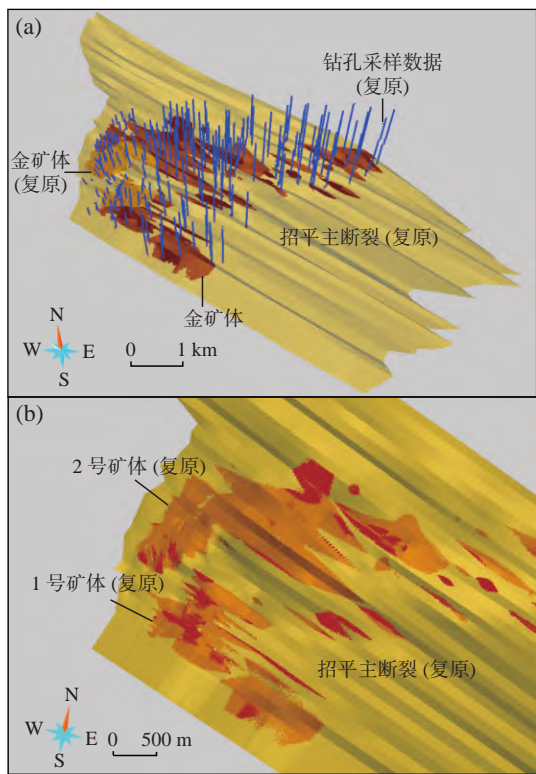 (a)
钻孔采样数据
(复原)
金矿体
(复原)
招平主断裂 (复原)
金矿体
N
W
E
S
0
1 km
(b)
2 号矿体 (复原)
1 号矿体 (复原)
招平主断裂 (复原)
N
W
E
S
0
500 m